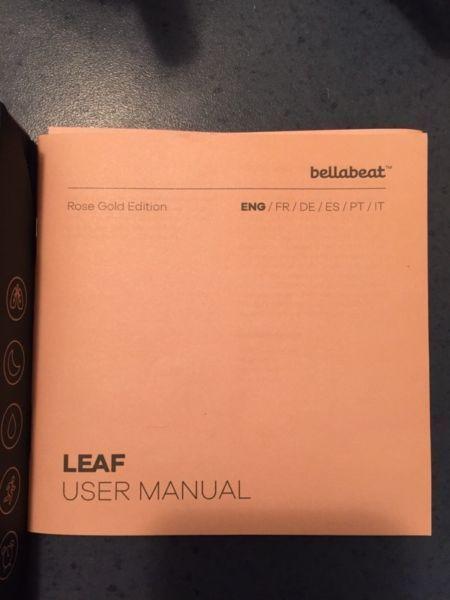 bellabeat™
Rose Gold Edition ENG / FR / DE / ES / PT / IT
LEAF
USER MANUAL